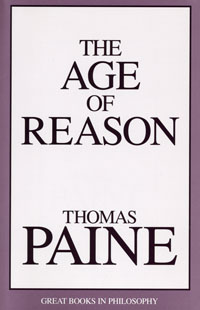 THE
AGE
OF
REASON
THOMAS
PAINE
GREAT BOOKS IN PHILOSOPHY